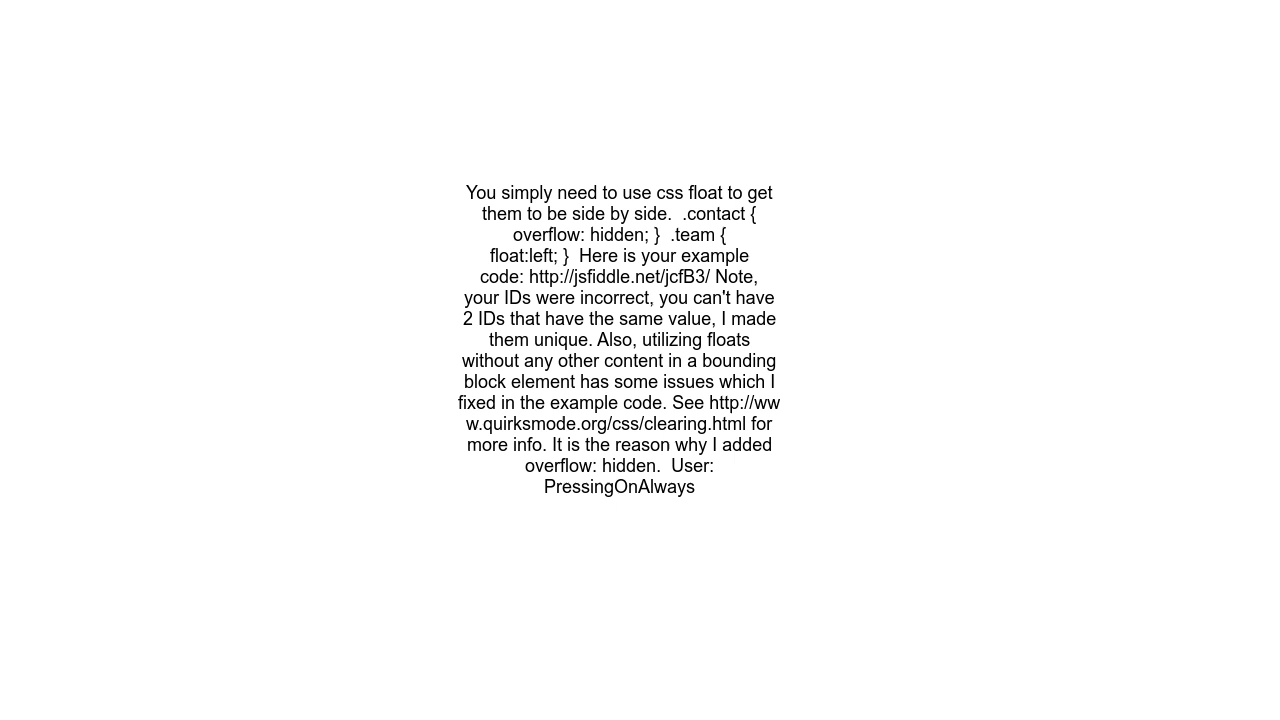 You simply need to use css float to get
them to be side by side.  .contact {
overflow: hidden; }  .team {
float:left; }  Here is your example
code: http://jsfiddle.net/jcfB3/ Note,
your IDs were incorrect, you can't have
2 IDs that have the same value, I made
them unique. Also, utilizing floats
without any other content in a bounding
block element has some issues which I
fixed in the example code. See http://ww
w.quirksmode.org/css/clearing.html for
more info. It is the reason why I added
overflow: hidden.  User:
PressingOnAlways